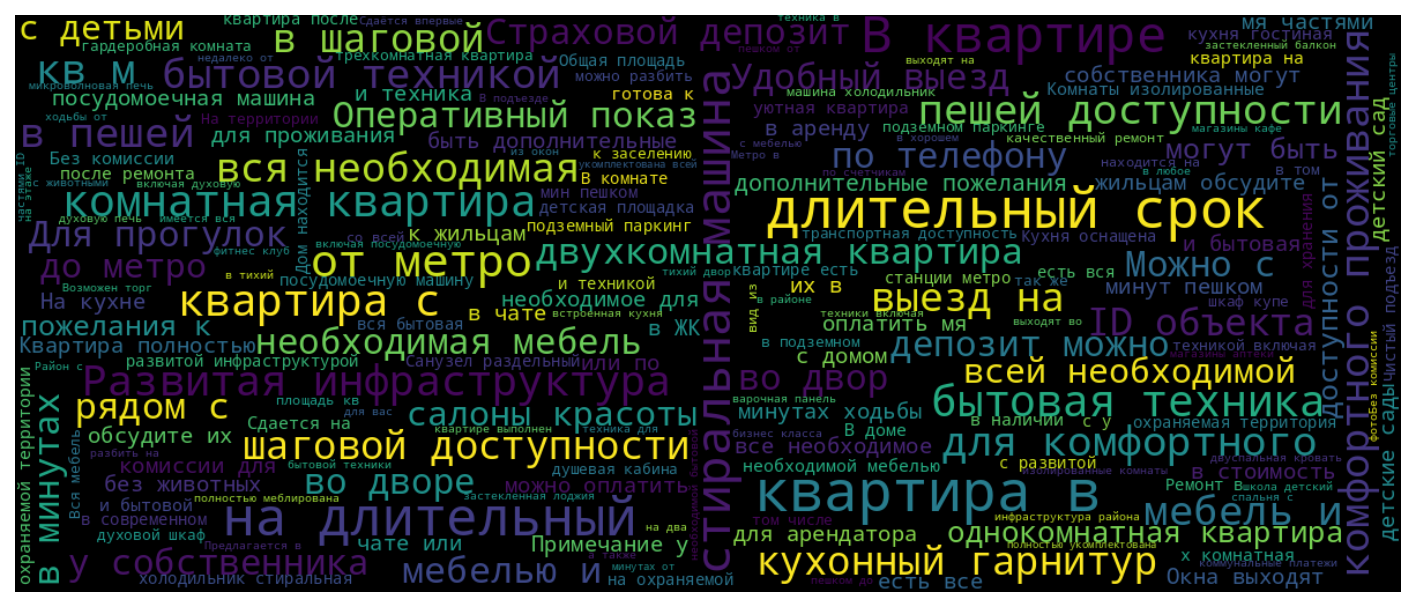 с детьми
квартира после
Сдаётся впервые
в шаговой
Страховой депозит
техника в
В квартире
мя частями
кухня гостиная
гардеробная комната
недалеко от
трехкомнатная квартира
Общая площадь
пешком от
выходят на
застекленный балкон
квартира на
кв м
бытовой техникой
можно разбить
Удобный выезд
собственника могут
микроволновая печь
посудомоечная машина
и техника
В подъезде
готова к
машина холодильник
Комнаты изолированные
торговые центры
ходьбы от
На территории
Оперативный показ
уютная квартира
пешей доступности
в пешей
для проживания
быть дополнительные
в аренду
подземном паркинге
магазины кафе
детский сад
Без комиссии
вся необходимая
из окон
к заселению
с мебелью
Метро в
в хорошем
качественный ремонт
могут быть
после ремонта
укомплектована всей
по телефону
находится на
в любое
в том
частями ID
на этаже
с животными
включая духовую
В комнате
по счетчикам
дополнительные пожелания
жильцам обсудите
комнатная квартира
детская площадка
длительный срок
духовую печь
имеется вся
дом находится
подземный паркинг
Для прогулок
со всей
к жильцам
транспортная доступность
Кухня оснащена
и бытовая
для хранения
фитнес клуб
включая посудомоечную
двухкомнатная квартира
до метро
в тихий
от метро
тихий двор
квартире есть
станции метро
есть вся
Можно с
Возможен торг
посудомоечную машину
и техникой
вид из
их в
так же
минут пешком
доступности от
комфортного проживания
На кухне
квартира с
необходимое для
в районе
выезд на
шкаф купе
чистый подъезд
в чате
встроенная кухня
техники включая
пожелания к
вся бытовая
в ЖК
оплатить мя
выходят во
ID объекта
Квартира полностью
необходимая мебель
в подземном
депозит можно
техникой включая
развитой инфраструктурой
Санузел раздельный
или по
с домом
магазины аптеки
Район с
Развитая инфраструктура
стиральная машина
во двор
всей необходимой
фотоБез комиссии
площадь кв
варочная панель
рядом с
для вас
салоны красоты
минутах ходьбы
бытовая техника
Сдается на
в наличии
с у
охраняемая территория
обсудите их
квартире выполнен
техника для
бизнес класса
В доме
охраняемой территории
в минутах
Вся мебель
разбить на
шаговой доступности
все необходимое
для комфортного
двуспальная кровать
комиссии для
бытовой техники
душевая кабина
необходимой мебелью
с развитой
изолированные комнаты
в стоимость
без животных
во дворе
можно оплатить
необходимой бытовой
квартира в
Ремонт в
школа детский
детские сады
полностью меблирована
застекленная лоджия
спальня с
и бытовой
на длительный
мебель и
в современном
на два
том числе
инфраструктура района
духовой шкаф
для арендатора
однокомнатная квартира
Предлагается в
чате или
Примечание у
полностью укомплектована
у собственника
а также
кухонный гарнитур
х комнатная
коммунальные платежи
холодильник стиральная
мебелью и
минутах от
на охраняемой
пешком до
есть все
Окна выходят